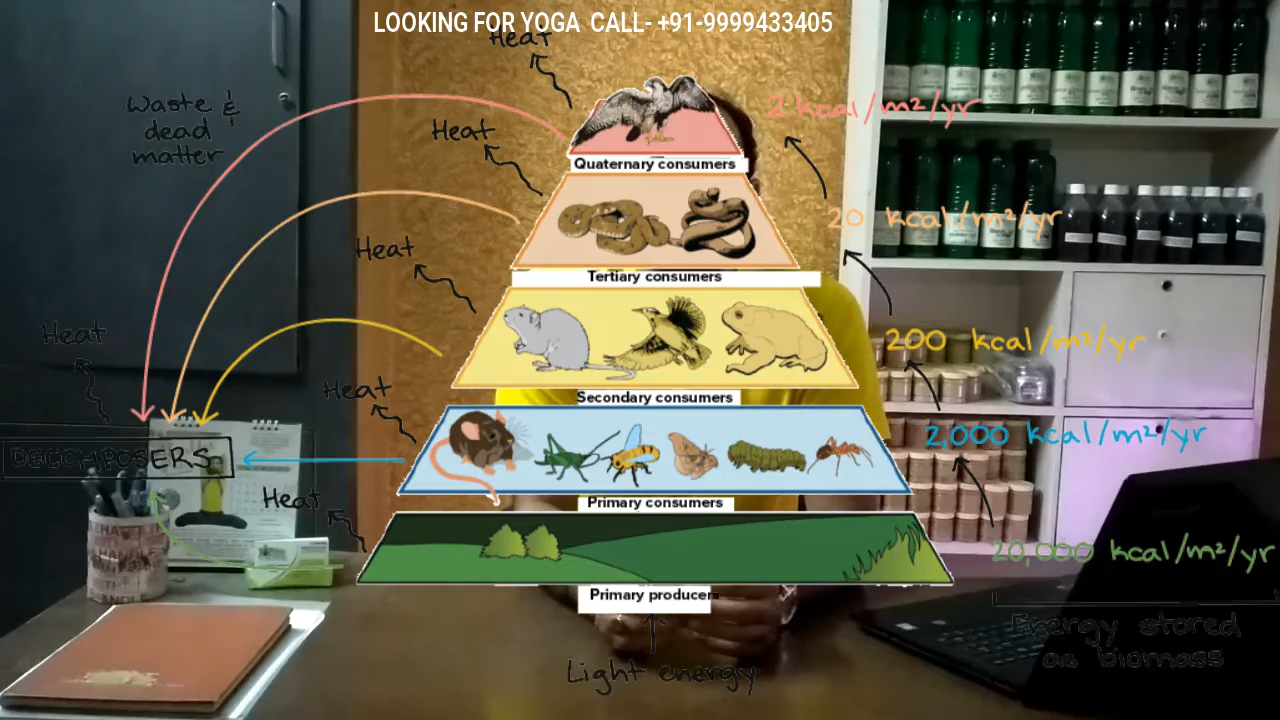 LOOKING FOR YOGA CALL- +91-9999433405
Heat
Waste &
dead
matter
2 kcal/m²/yr
Heat
Quaternary consumers
20 kcal/m²/yr
Heat
Tertiary consumers
Heat
200 kcal/m²/yr
Heat
Secondary consumers
2,000 kcal/m²/yr
DECOMPOSERS
Heat
Primary consumers
20,000 kcal/m²/yr
Primary producer
Energy stored
as biomass
Light energy